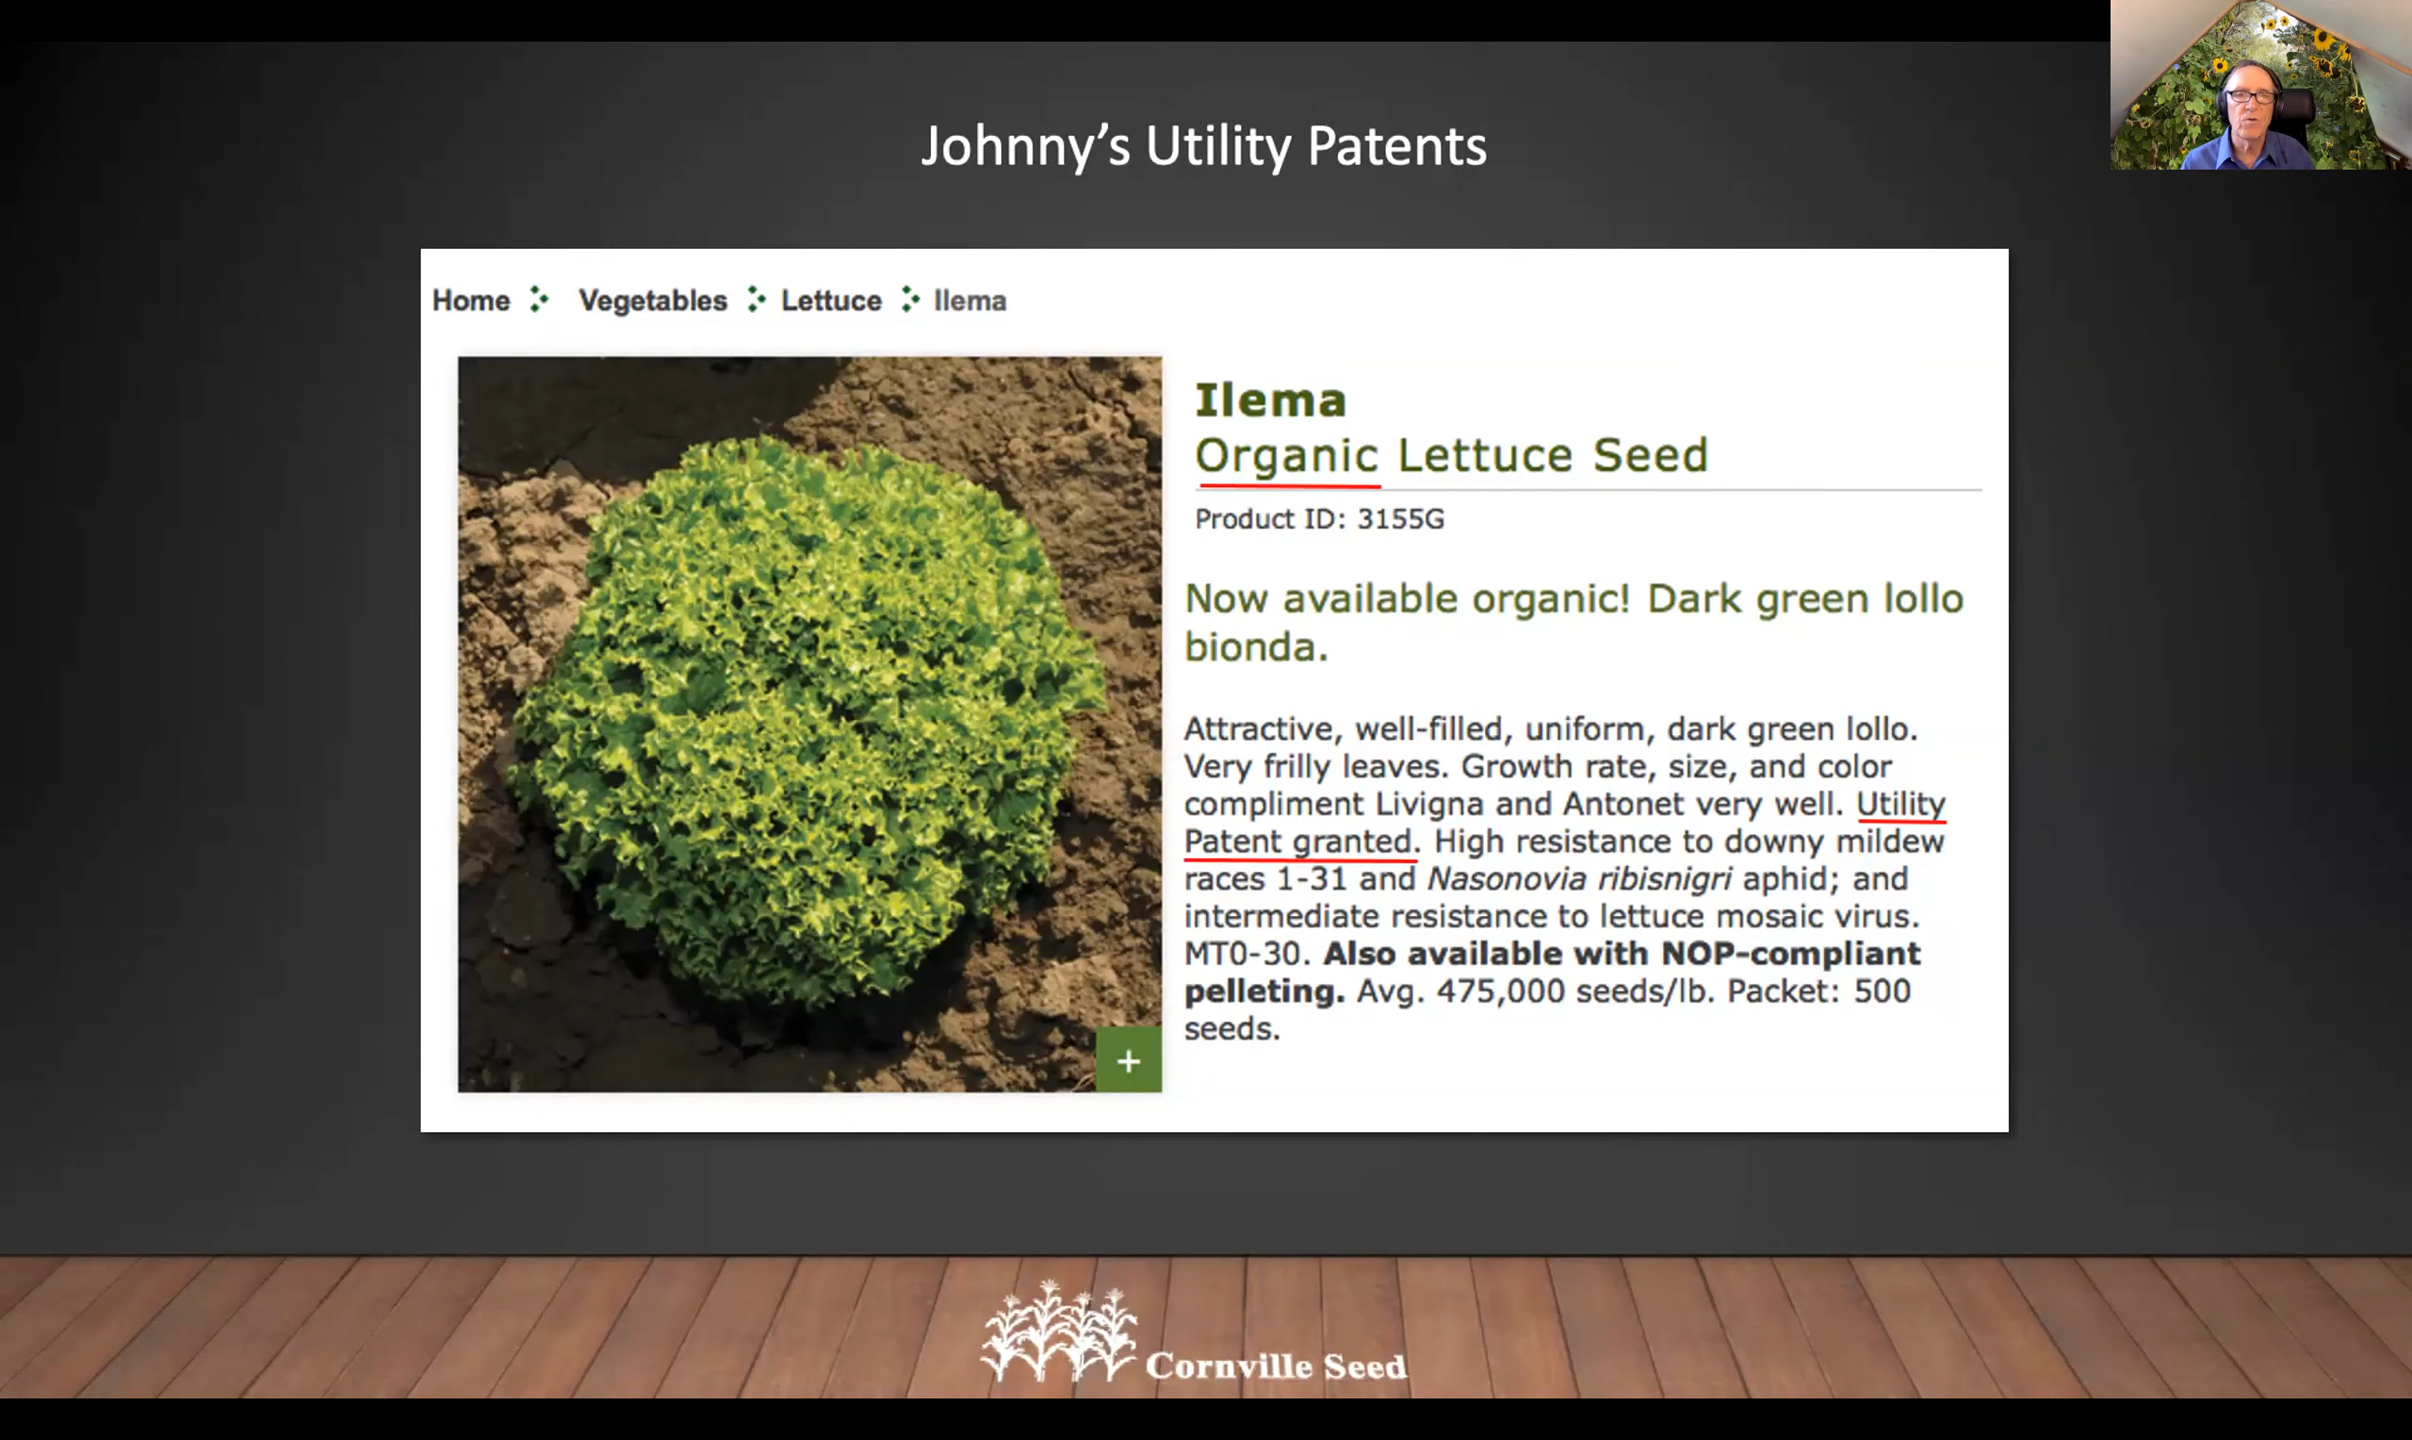 Johnny’s Utility Patents
Home Vegetables Lettuce Ilema
Ilema
Organic Lettuce Seed
Product ID: 3155G
Now available organic! Dark green lollo
bionda.
Attractive, well-filled, uniform, dark green lollo.
Very frilly leaves. Growth rate, size, and color
compliment Livigna and Antonet very well. Utility
Patent granted. High resistance to downy mildew
races 1-31 and Nasonovia ribisnigri aphid; and
intermediate resistance to lettuce mosaic virus.
MT0-30. Also available with NOP-compliant
pelleting. Avg. 475,000 seeds/lb. Packet: 500
seeds.
+
Cornville Seed